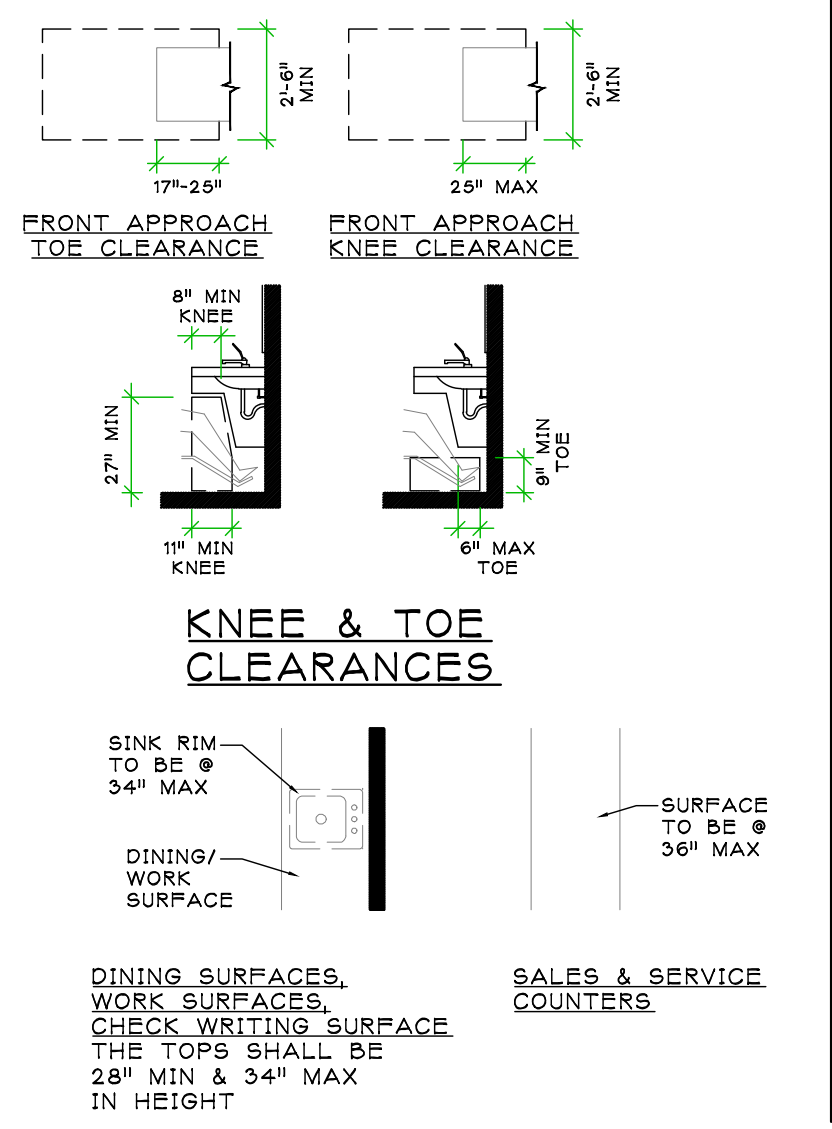 2'-6"
MIN
2'-6"
MIN
17"-25"
25" MAX
FRONT APPROACH
TOE CLEARANCE
FRONT APPROACH
KNEE CLEARANCE
8" MIN
KNEE
27" MIN
9" MIN
TOE
11" MIN
KNEE
6" MAX
TOE
KNEE & TOE
CLEARANCES
SINK RIM
TO BE @
34" MAX
DINING/
WORK
SURFACE
SURFACE
TO BE @
36" MAX
DINING SURFACES,
WORK SURFACES,
CHECK WRITING SURFACE
THE TOPS SHALL BE
28" MIN & 34" MAX
IN HEIGHT
SALES & SERVICE
COUNTERS